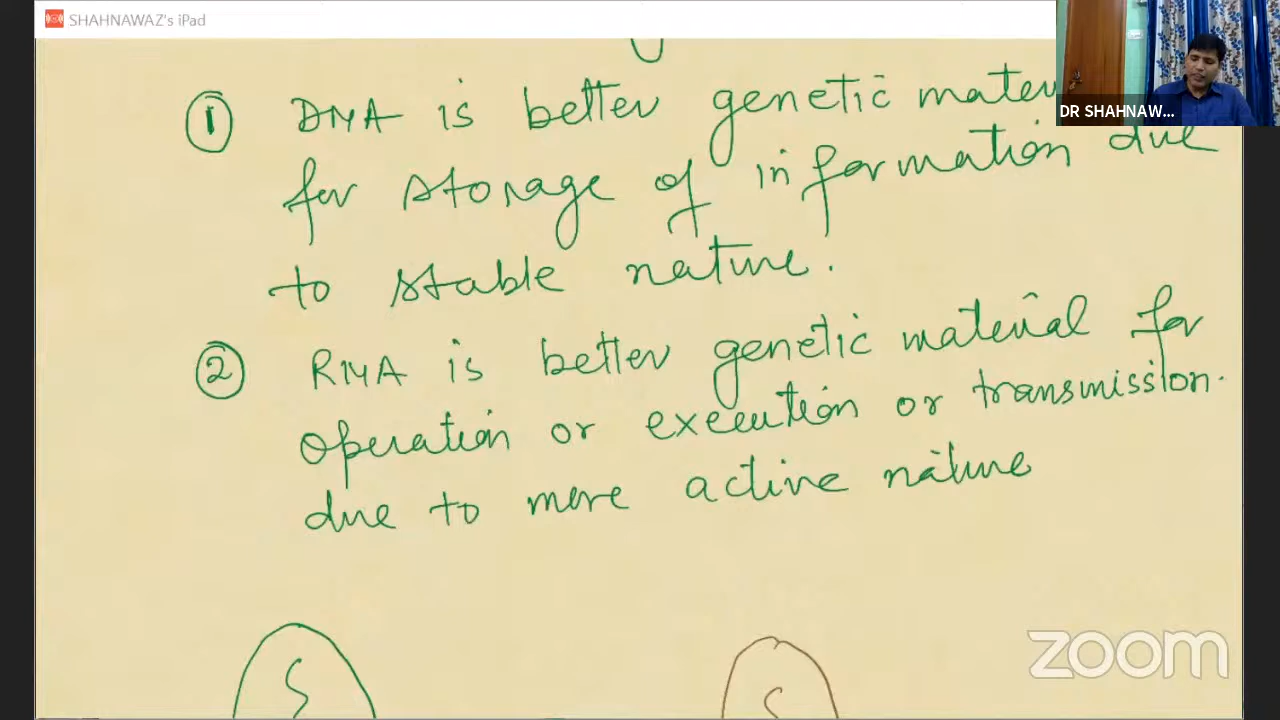 SHAHNAWAZ's iPad
DR SHAHNAW...
① DNA is better genetic mater
for storage of information due
to stable nature.
② RNA is better genetic material for
operation or execution or transmission.
due to more active nature
S
S
zoom